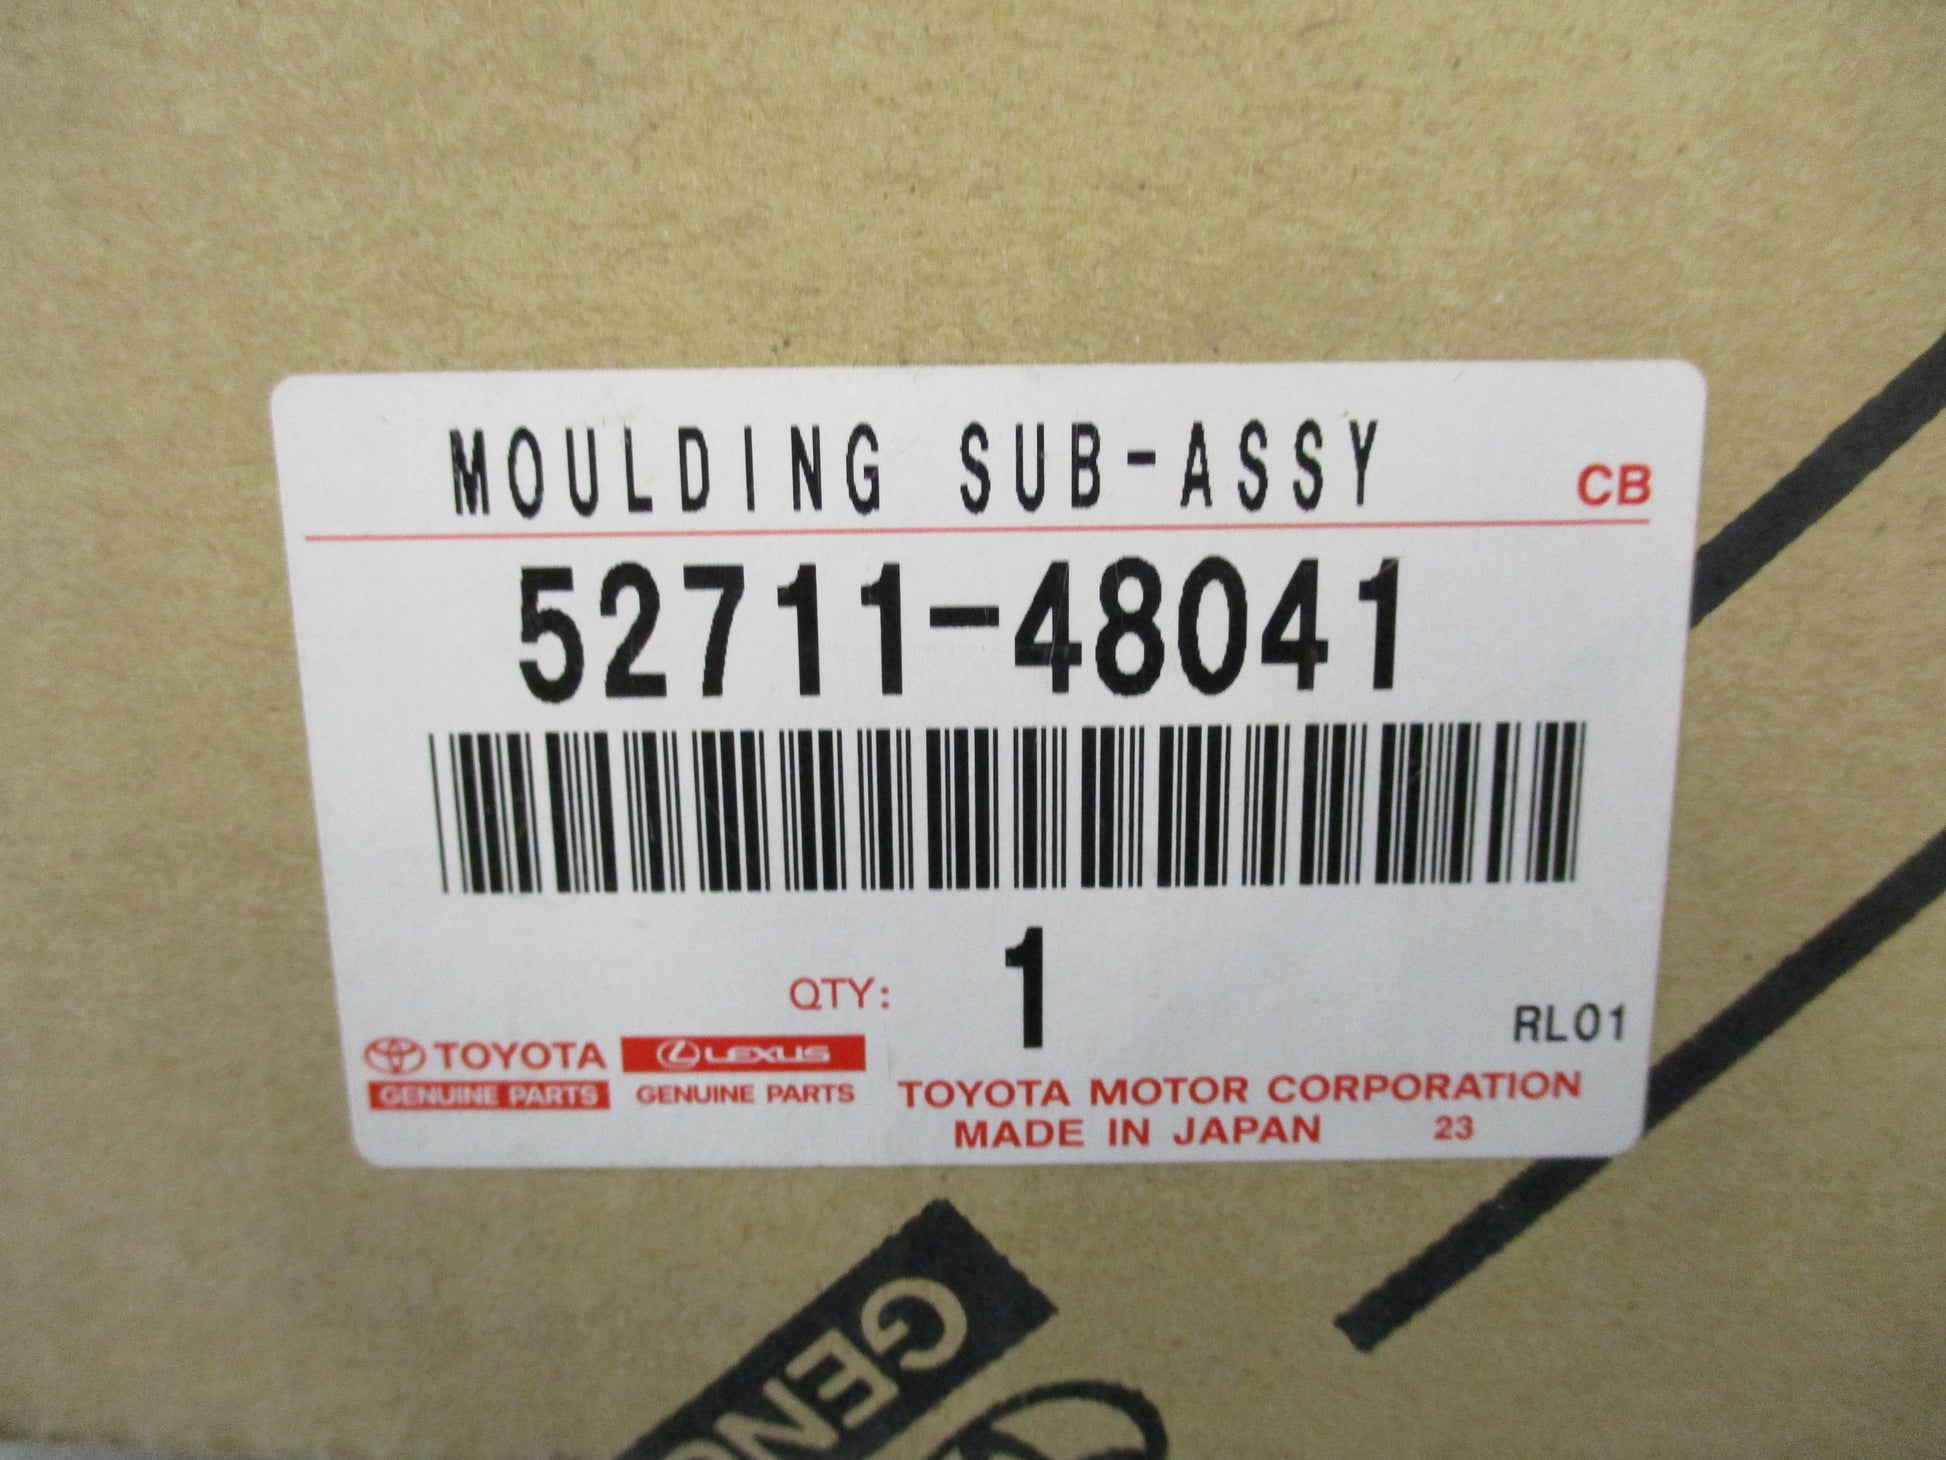 MOULDING SUB-ASSY CB
52711-48041
QTY: 1
RL01
TOYOTA LEXUS
GENUINE PARTS GENUINE PARTS
TOYOTA MOTOR CORPORATION
MADE IN JAPAN 23